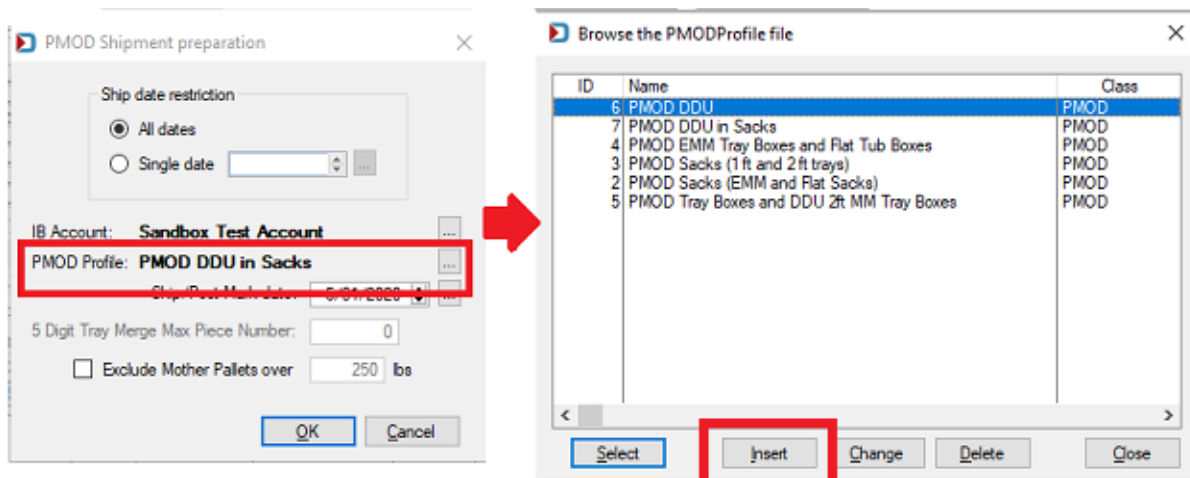 PMOD Shipment preparation
Ship date restriction
All dates
Single date
...
IB Account: Sandbox Test Account ...
PMOD Profile: PMOD DDU in Sacks ...
5 Digit Tray Merge Max Piece Number: 0
Exclude Mother Pallets over 250 lbs
OK Cancel
Browse the PMODProfile file
ID Name Class
6 PMOD DDU PMOD
7 PMOD DDU in Sacks PMOD
4 PMOD EMM Tray Boxes and Flat Tub Boxes PMOD
3 PMOD Sacks (1 ft and 2 ft trays) PMOD
2 PMOD Sacks (EMM and Flat Sacks) PMOD
5 PMOD Tray Boxes and DDU 2ft MM Tray Boxes PMOD
Select Insert Change Delete Close